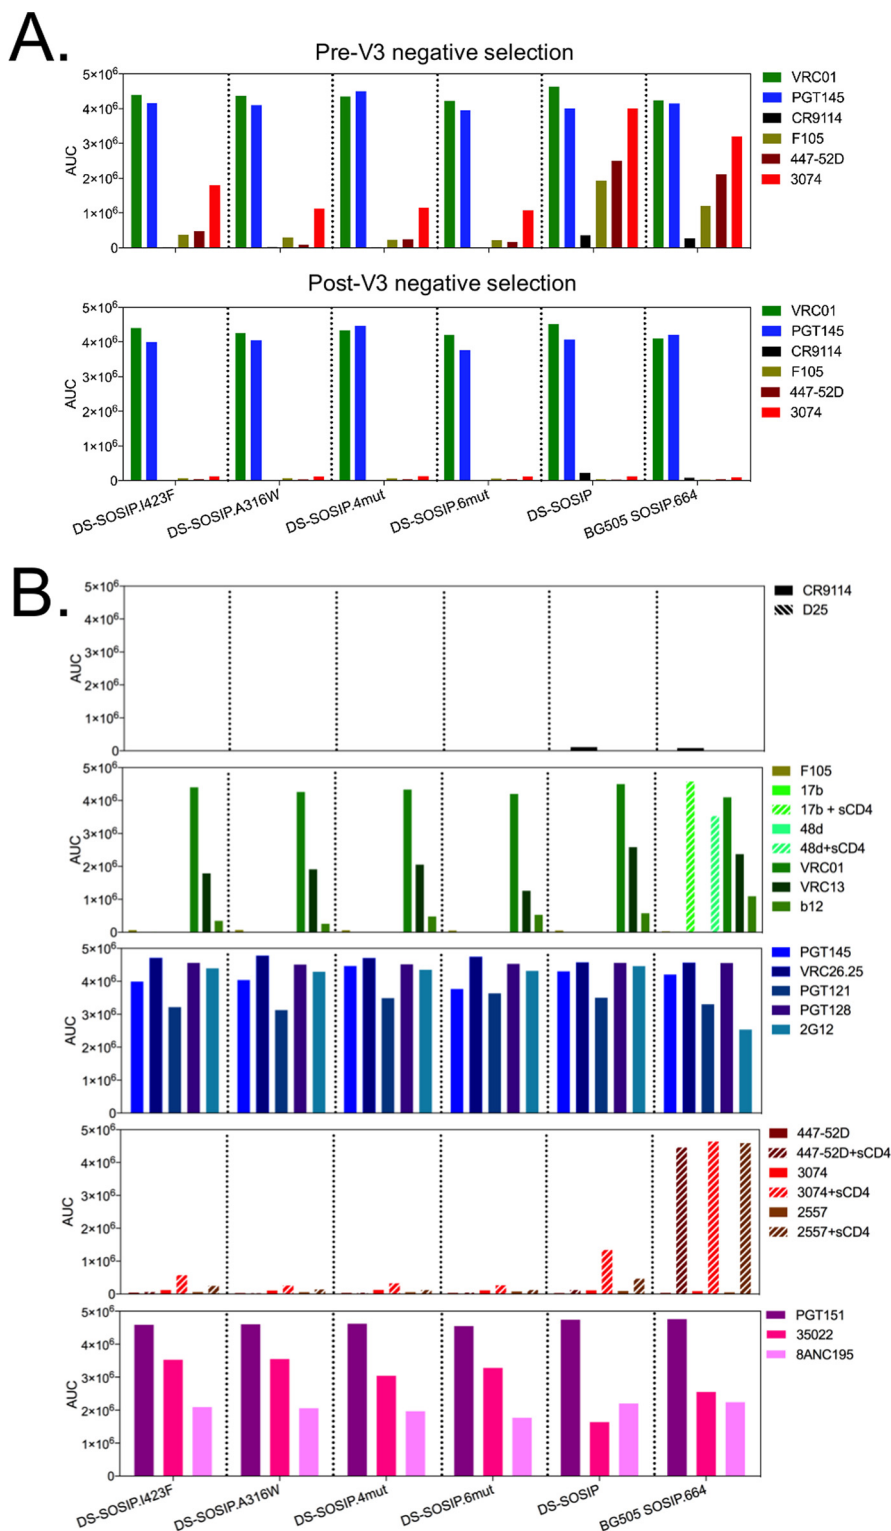 A.
Pre-V3 negative selection
5×10⁶
4×10⁶
3×10⁶
2×10⁶
1×10⁶
0
AUC
VRC01
PGT145
CR9114
F105
447-52D
3074
Post-V3 negative selection
5×10⁶
4×10⁶
3×10⁶
2×10⁶
1×10⁶
0
AUC
VRC01
PGT145
CR9114
F105
447-52D
3074
DS-SOSIP.I423F
DS-SOSIP.A316W
DS-SOSIP.4mut
DS-SOSIP.6mut
DS-SOSIP
BG505 SOSIP.664
B.
5×10⁶
4×10⁶
3×10⁶
2×10⁶
1×10⁶
0
AUC
CR9114
D25
5×10⁶
4×10⁶
3×10⁶
2×10⁶
1×10⁶
0
AUC
F105
17b
17b + sCD4
48d
48d+sCD4
VRC01
VRC13
b12
5×10⁶
4×10⁶
3×10⁶
2×10⁶
1×10⁶
0
AUC
PGT145
VRC26.25
PGT121
PGT128
2G12
5×10⁶
4×10⁶
3×10⁶
2×10⁶
1×10⁶
0
AUC
447-52D
447-52D+sCD4
3074
3074+sCD4
2557
2557+sCD4
5×10⁶
4×10⁶
3×10⁶
2×10⁶
1×10⁶
0
AUC
PGT151
35022
8ANC195
DS-SOSIP.I423F
DS-SOSIP.A316W
DS-SOSIP.4mut
DS-SOSIP.6mut
DS-SOSIP
BG505 SOSIP.664